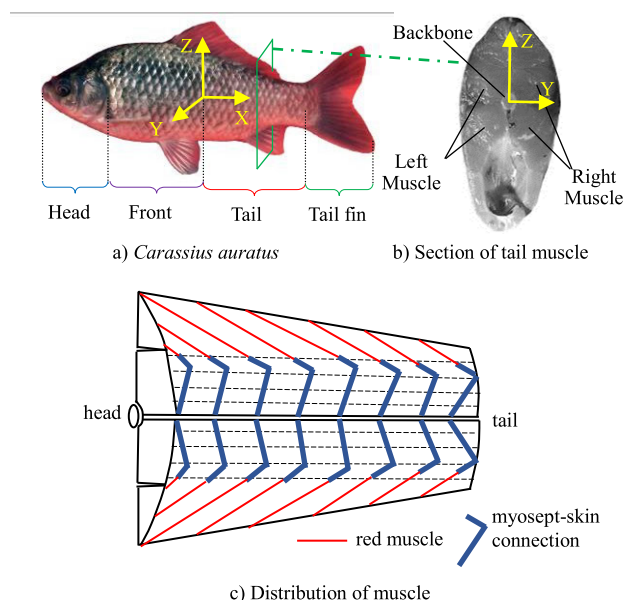 Z
Y
X
Head
Front
Tail
Tail fin
a) Carassius auratus
Backbone
Z
Y
Left
Muscle
Right
Muscle
b) Section of tail muscle
head
tail
red muscle
myosept-skin
connection
c) Distribution of muscle